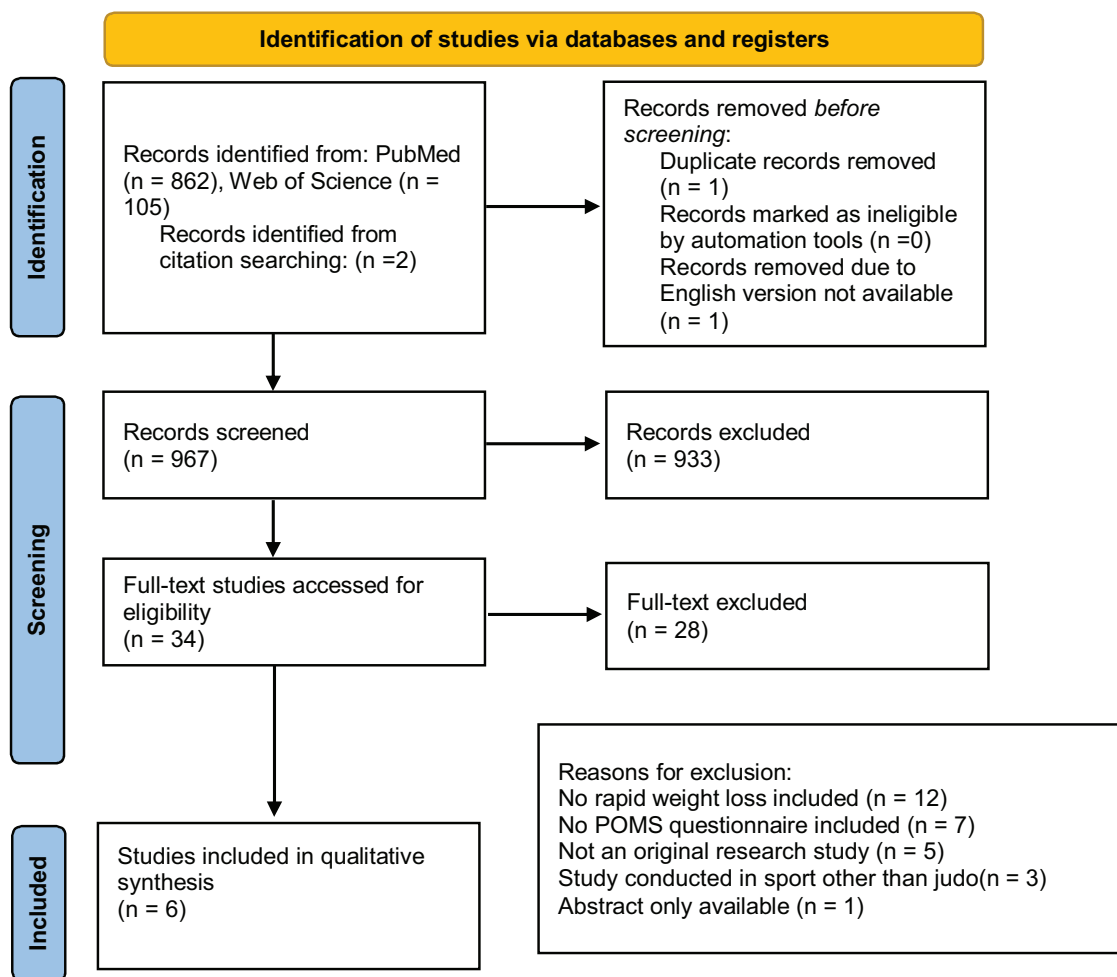 Identification of studies via databases and registers
Identification
Records identified from: PubMed
(n = 862), Web of Science (n =
105)
Records identified from
citation searching: (n =2)
Records removed before
screening:
Duplicate records removed
(n = 1)
Records marked as ineligible
by automation tools (n =0)
Records removed due to
English version not available
(n = 1)
Screening
Records screened
(n = 967)
Records excluded
(n = 933)
Full-text studies accessed for
eligibility
(n = 34)
Full-text excluded
(n = 28)
Reasons for exclusion:
No rapid weight loss included (n = 12)
No POMS questionnaire included (n = 7)
Not an original research study (n = 5)
Study conducted in sport other than judo(n = 3)
Abstract only available (n = 1)
Included
Studies included in qualitative
synthesis
(n = 6)